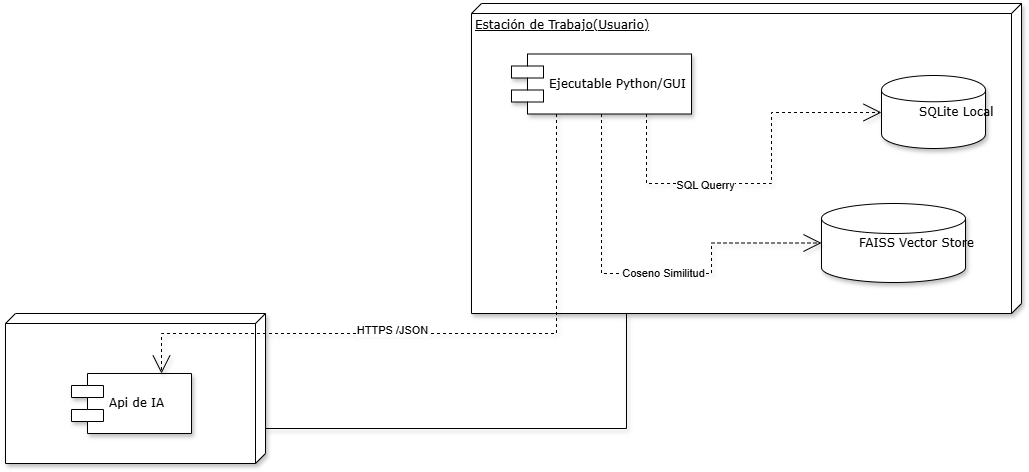 Estación de Trabajo(Usuario)
Ejecutable Python/GUI
SQLite Local
SQL Querry
FAISS Vector Store
Coseno Similitud
HTTPS /JSON
Api de IA